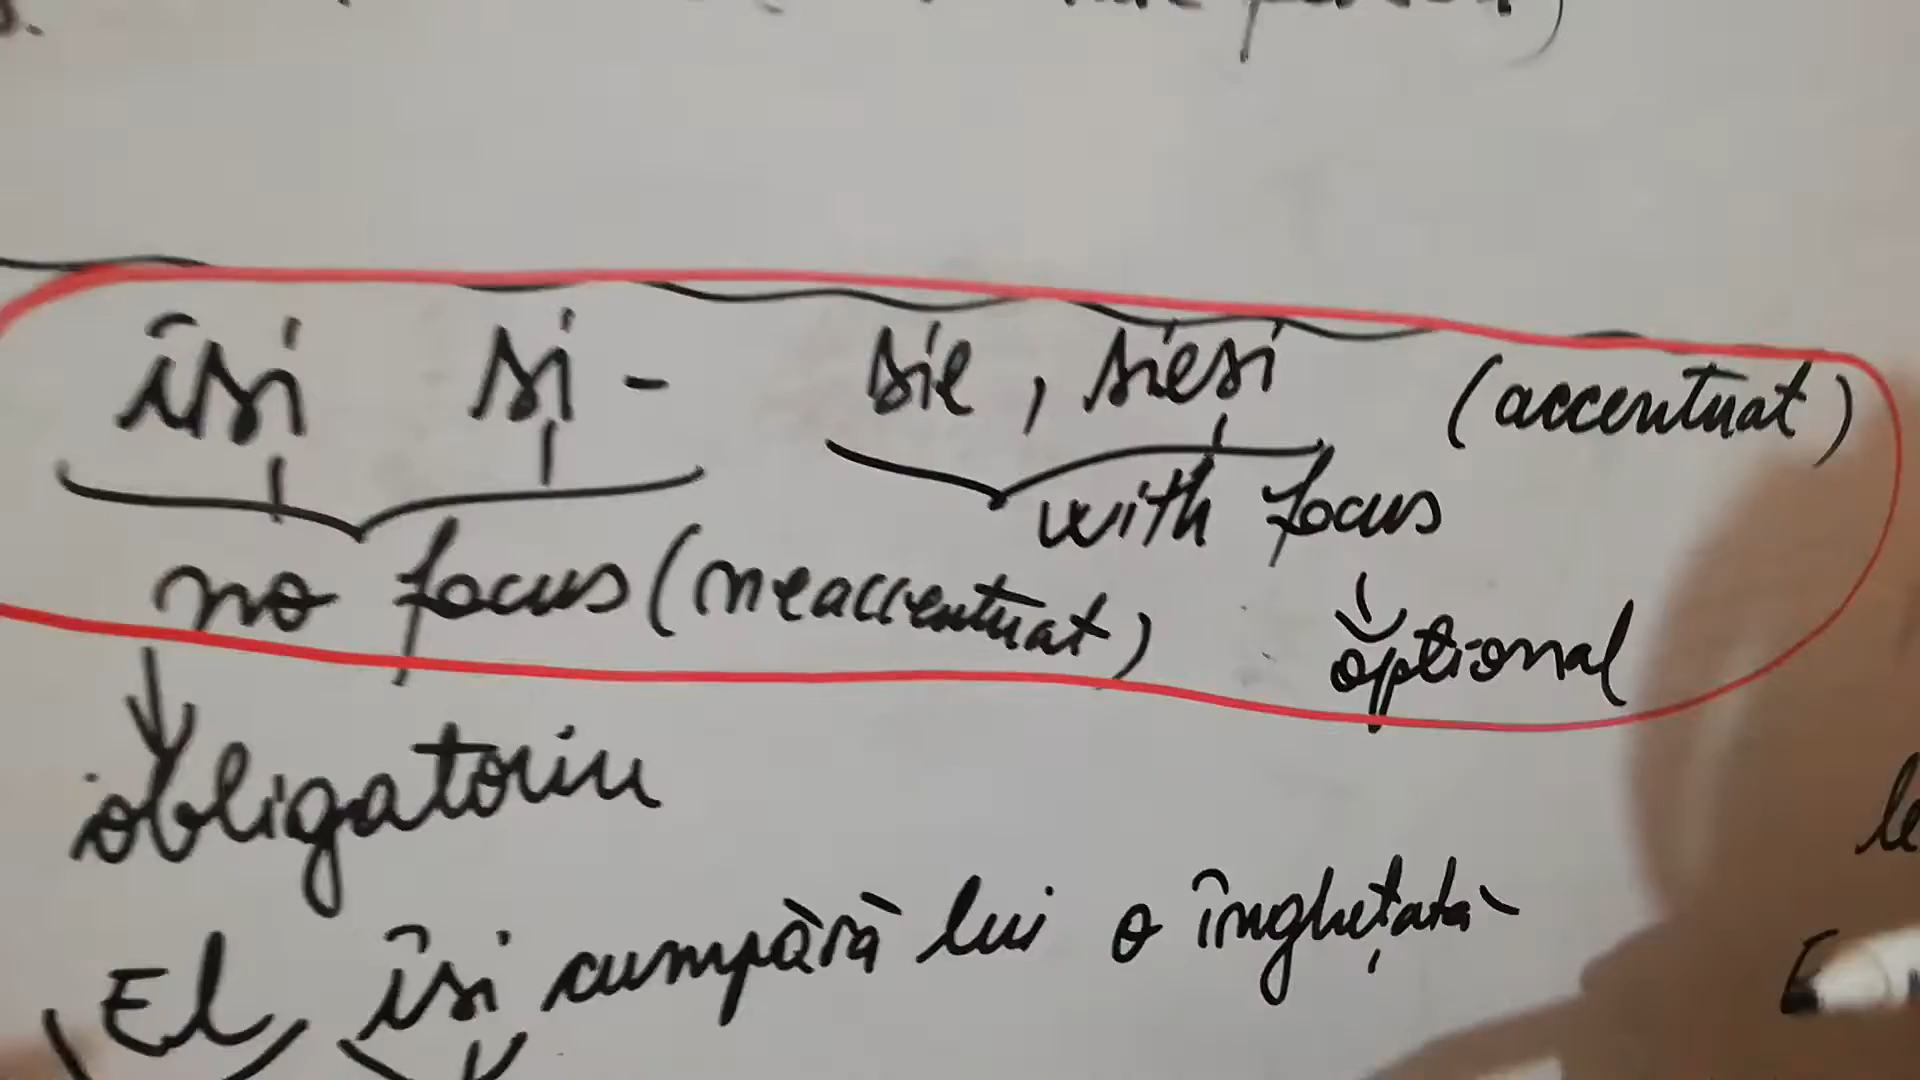 își și- sie, sieși (accentuat)
with focus
no focus (neaccentuat)
optional
obligatoriu
El își cumpără lui o înghețată